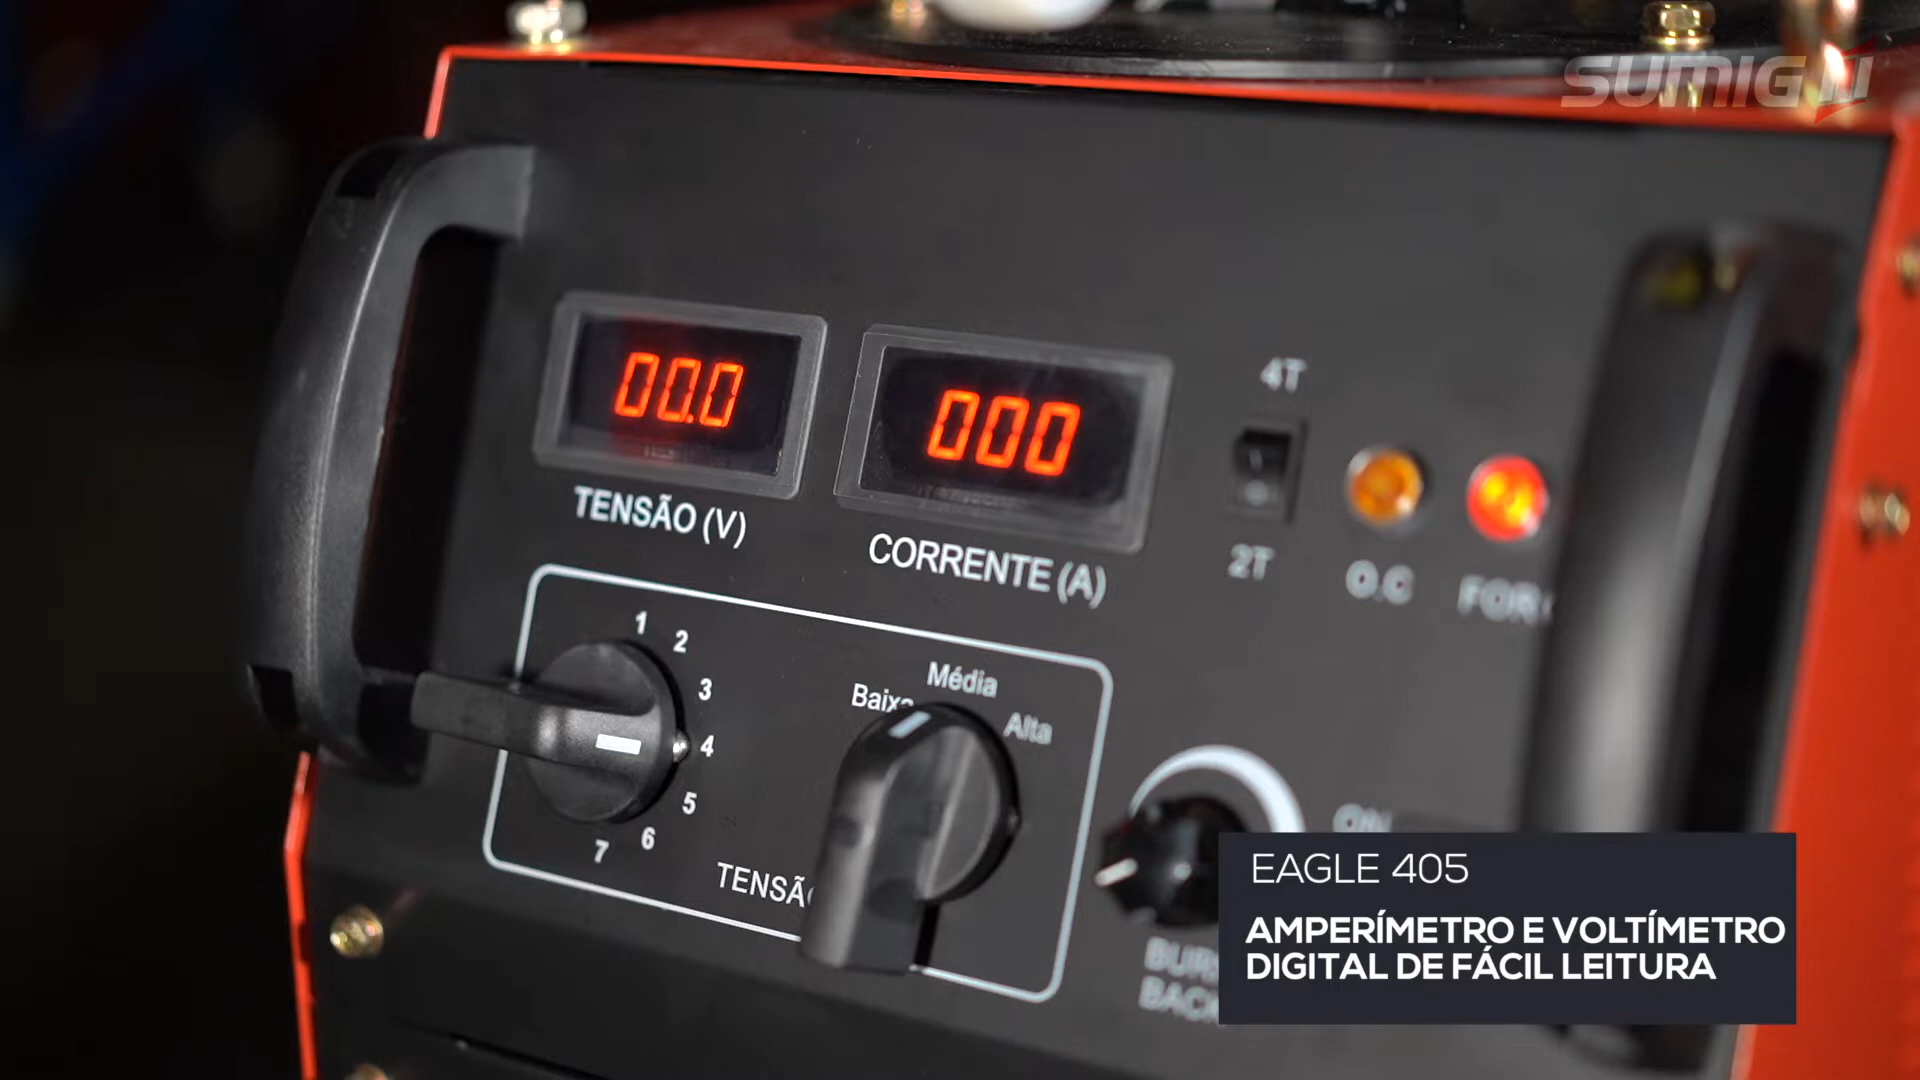 SUMIG
00.0
000
TENSÃO (V)
CORRENTE (A)
4T
2T
O.C
1
2
3
4
5
6
7
Baixa
Média
Alta
ON
EAGLE 405
AMPERÍMETRO E VOLTÍMETRO
DIGITAL DE FÁCIL LEITURA